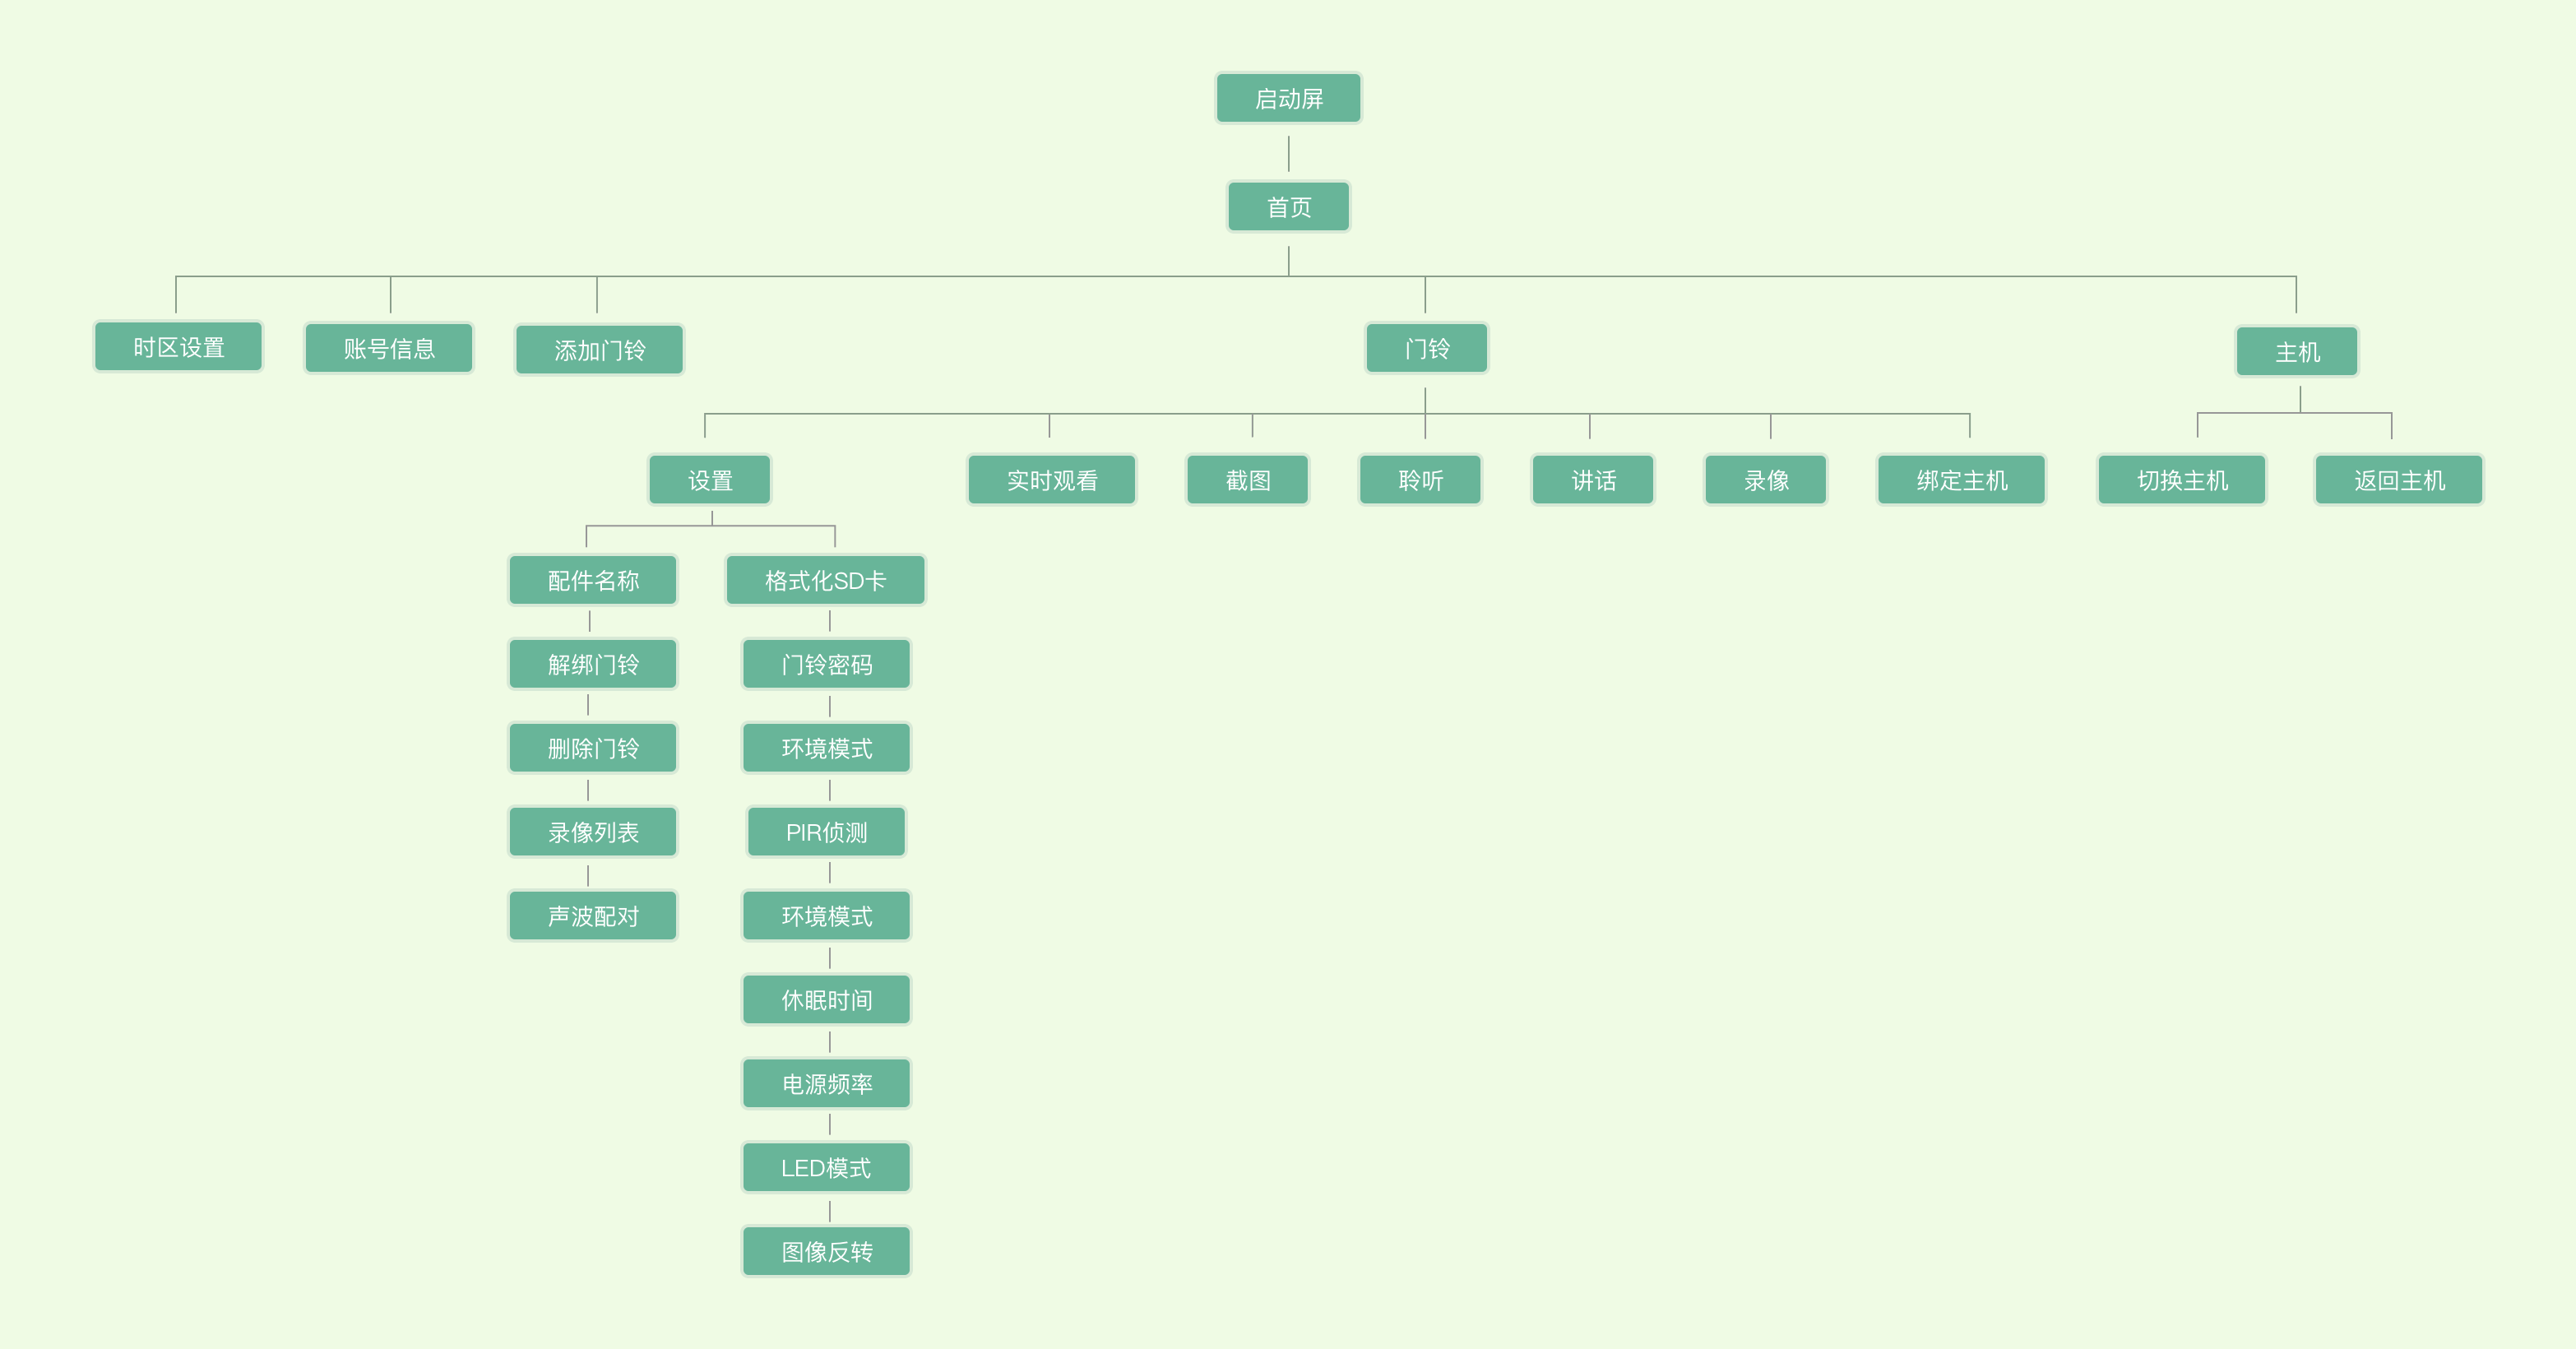 启动屏
首页
时区设置
账号信息
添加门铃
门铃
主机
设置
实时观看
截图
聆听
讲话
录像
绑定主机
切换主机
返回主机
配件名称
格式化SD卡
解绑门铃
门铃密码
删除门铃
环境模式
录像列表
PIR侦测
声波配对
环境模式
休眠时间
电源频率
LED模式
图像反转